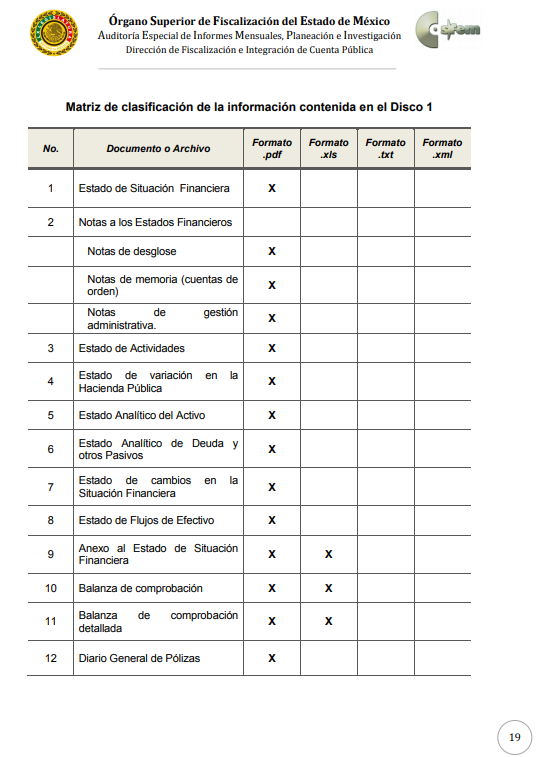 Órgano Superior de Fiscalización del Estado de México
Auditoría Especial de Informes Mensuales, Planeación e Investigación
Dirección de Fiscalización e Integración de Cuenta Pública
osfem
Matriz de clasificación de la información contenida en el Disco 1
No. Documento o Archivo Formato .pdf Formato .xls Formato .txt Formato .xml
1 Estado de Situación Financiera X
2 Notas a los Estados Financieros
Notas de desglose X
Notas de memoria (cuentas de
orden) X
Notas de gestión
administrativa. X
3 Estado de Actividades X
4 Estado de variación en la
Hacienda Pública X
5 Estado Analítico del Activo X
6 Estado Analítico de Deuda y
otros Pasivos X
7 Estado de cambios en la
Situación Financiera X
8 Estado de Flujos de Efectivo X
9 Anexo al Estado de Situación
Financiera X X
10 Balanza de comprobación X X
11 Balanza de comprobación
detallada X X
12 Diario General de Pólizas X
19